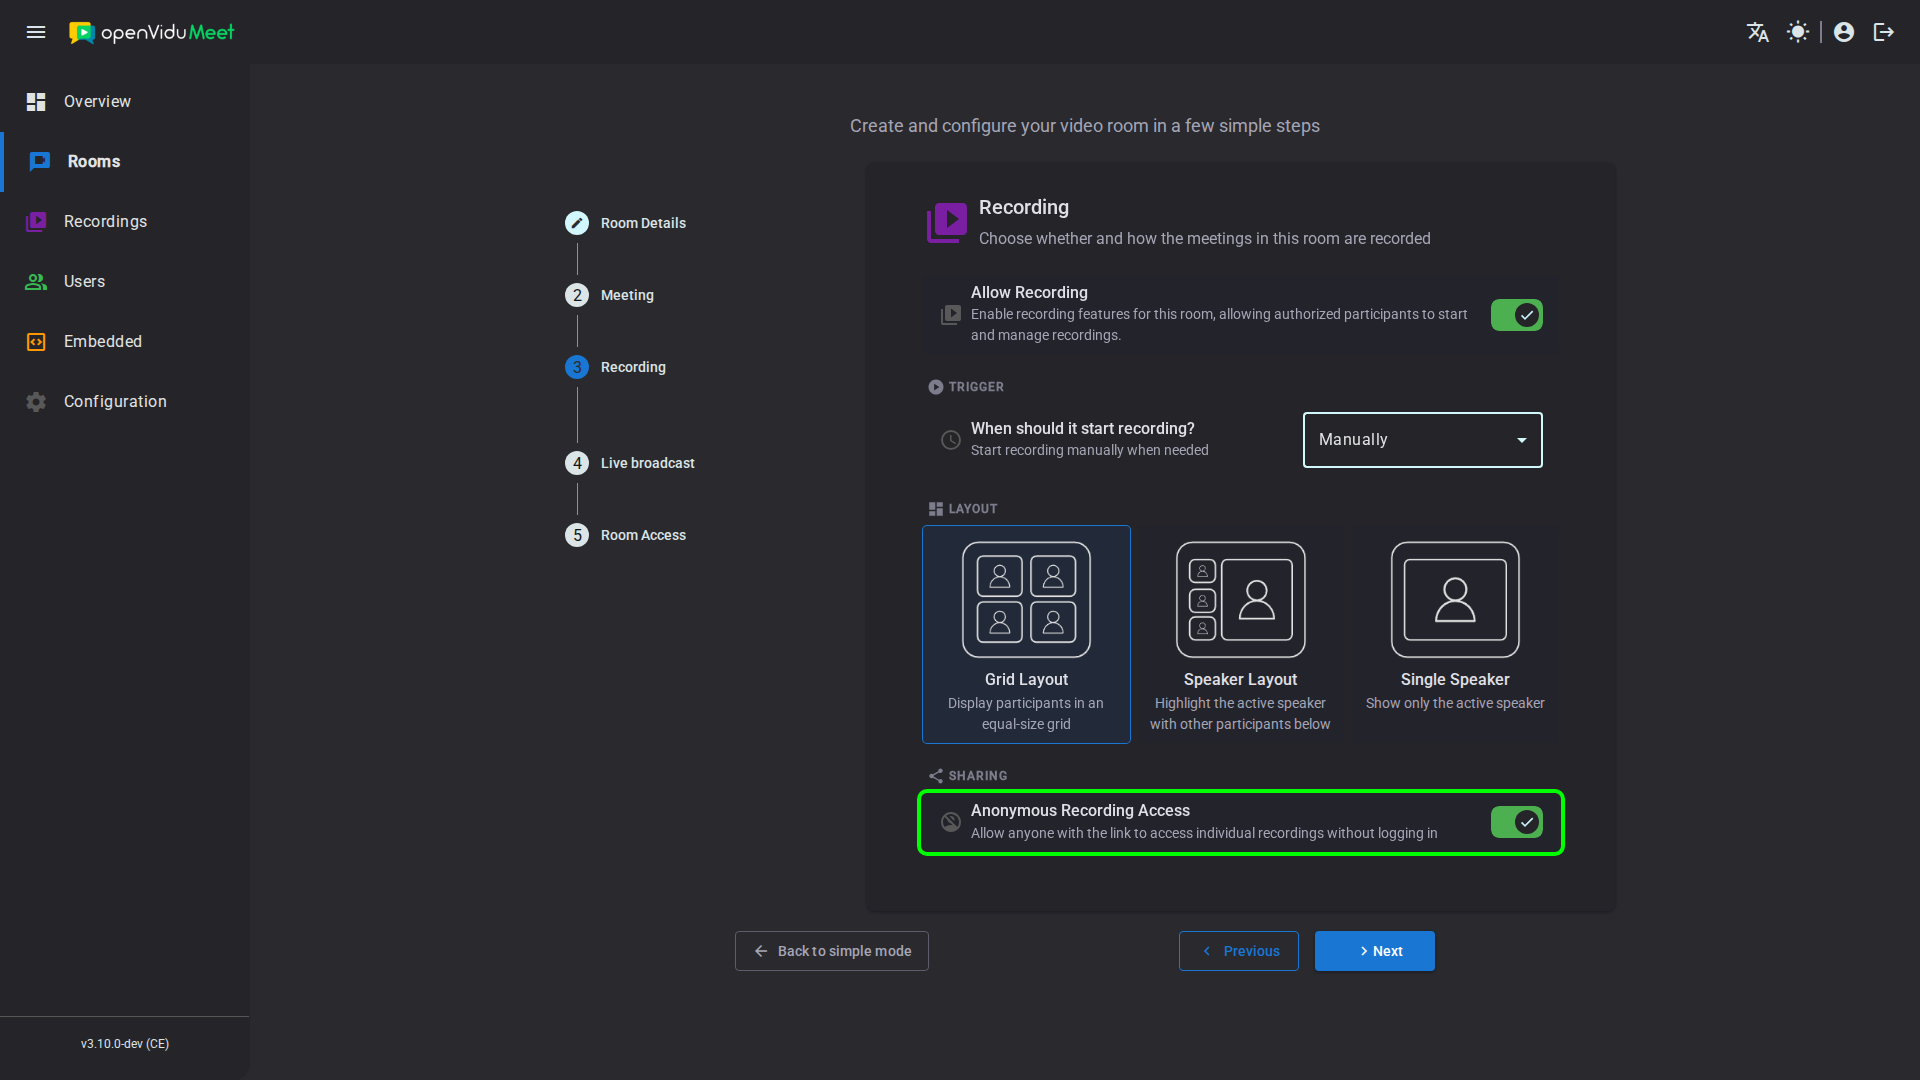 openVidu Meet
Overview
Rooms
Recordings
Users
Embedded
Configuration
v3.10.0-dev (CE)
Create and configure your video room in a few simple steps
Room Details
2 Meeting
3 Recording
4 Live broadcast
5 Room Access
Recording
Choose whether and how the meetings in this room are recorded
Allow Recording
Enable recording features for this room, allowing authorized participants to start
and manage recordings.
TRIGGER
When should it start recording?
Start recording manually when needed
Manually
LAYOUT
Grid Layout
Display participants in an
equal-size grid
Speaker Layout
Highlight the active speaker
with other participants below
Single Speaker
Show only the active speaker
SHARING
Anonymous Recording Access
Allow anyone with the link to access individual recordings without logging in
Back to simple mode
Previous
Next